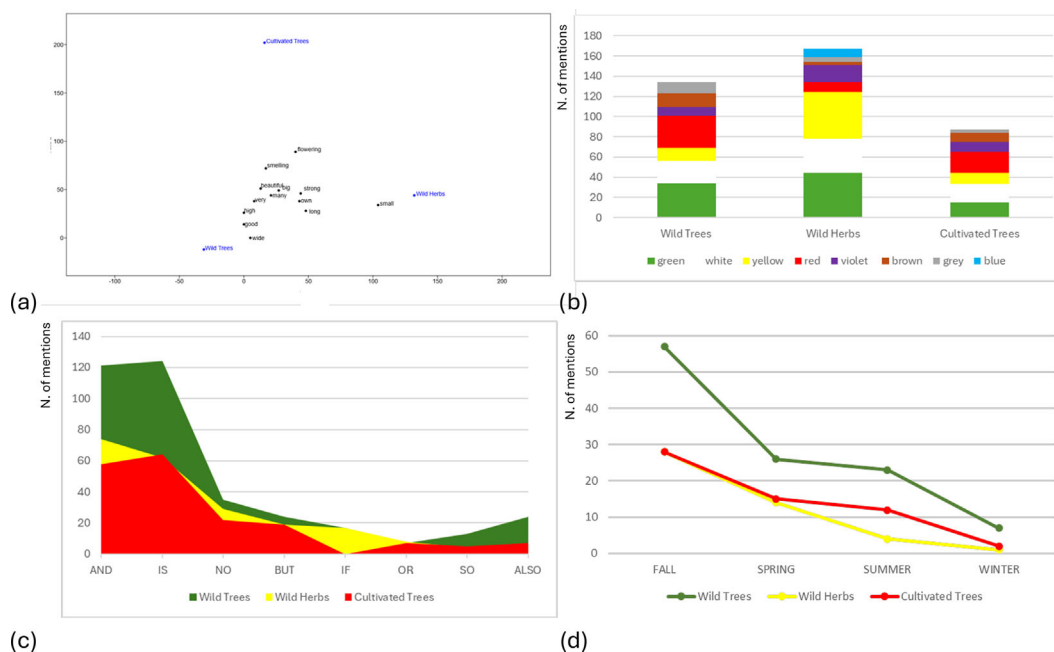 200
150
100
50
0
-100
-50
0
50
100
150
200
Cultivated Trees
flowering
smelling
beautiful
big
strong
many
very
own
high
long
small
good
wide
Wild Herbs
Wild Trees
(a)
N. of mentions
180
160
140
120
100
80
60
40
20
0
Wild Trees
Wild Herbs
Cultivated Trees
green white yellow red violet brown grey blue
(b)
N. of mentions
140
120
100
80
60
40
20
0
AND IS NO BUT IF OR SO ALSO
Wild Trees Wild Herbs Cultivated Trees
(c)
N. of mentions
60
50
40
30
20
10
0
FALL SPRING SUMMER WINTER
Wild Trees Wild Herbs Cultivated Trees
(d)